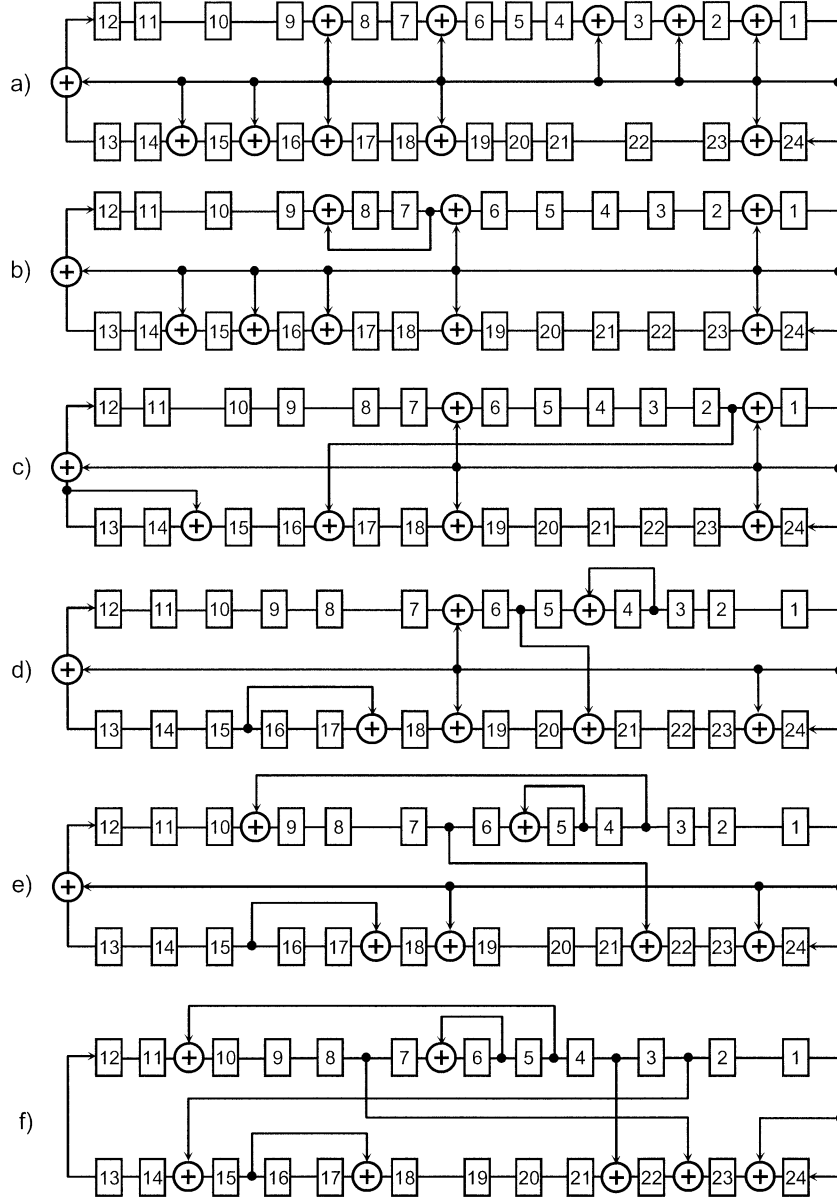 12 11 10 9 + 8 7 + 6 5 4 + 3 + 2 + 1
a) +
13 14 + 15 + 16 + 17 18 + 19 20 21 22 23 + 24
12 11 10 9 + 8 7 + 6 5 4 3 2 + 1
b) +
13 14 + 15 + 16 + 17 18 + 19 20 21 22 23 + 24
12 11 10 9 8 7 + 6 5 4 3 2 + 1
c) +
13 14 + 15 16 + 17 18 + 19 20 21 22 23 + 24
12 11 10 9 8 7 + 6 5 + 4 3 2 1
d) +
13 14 15 16 17 + 18 + 19 20 + 21 22 23 + 24
12 11 10 + 9 8 7 6 + 5 4 3 2 1
e) +
13 14 15 16 17 + 18 + 19 20 21 + 22 23 + 24
12 11 + 10 9 8 7 + 6 5 4 3 2 1
f)
13 14 + 15 16 17 + 18 19 20 21 + 22 + 23 + 24